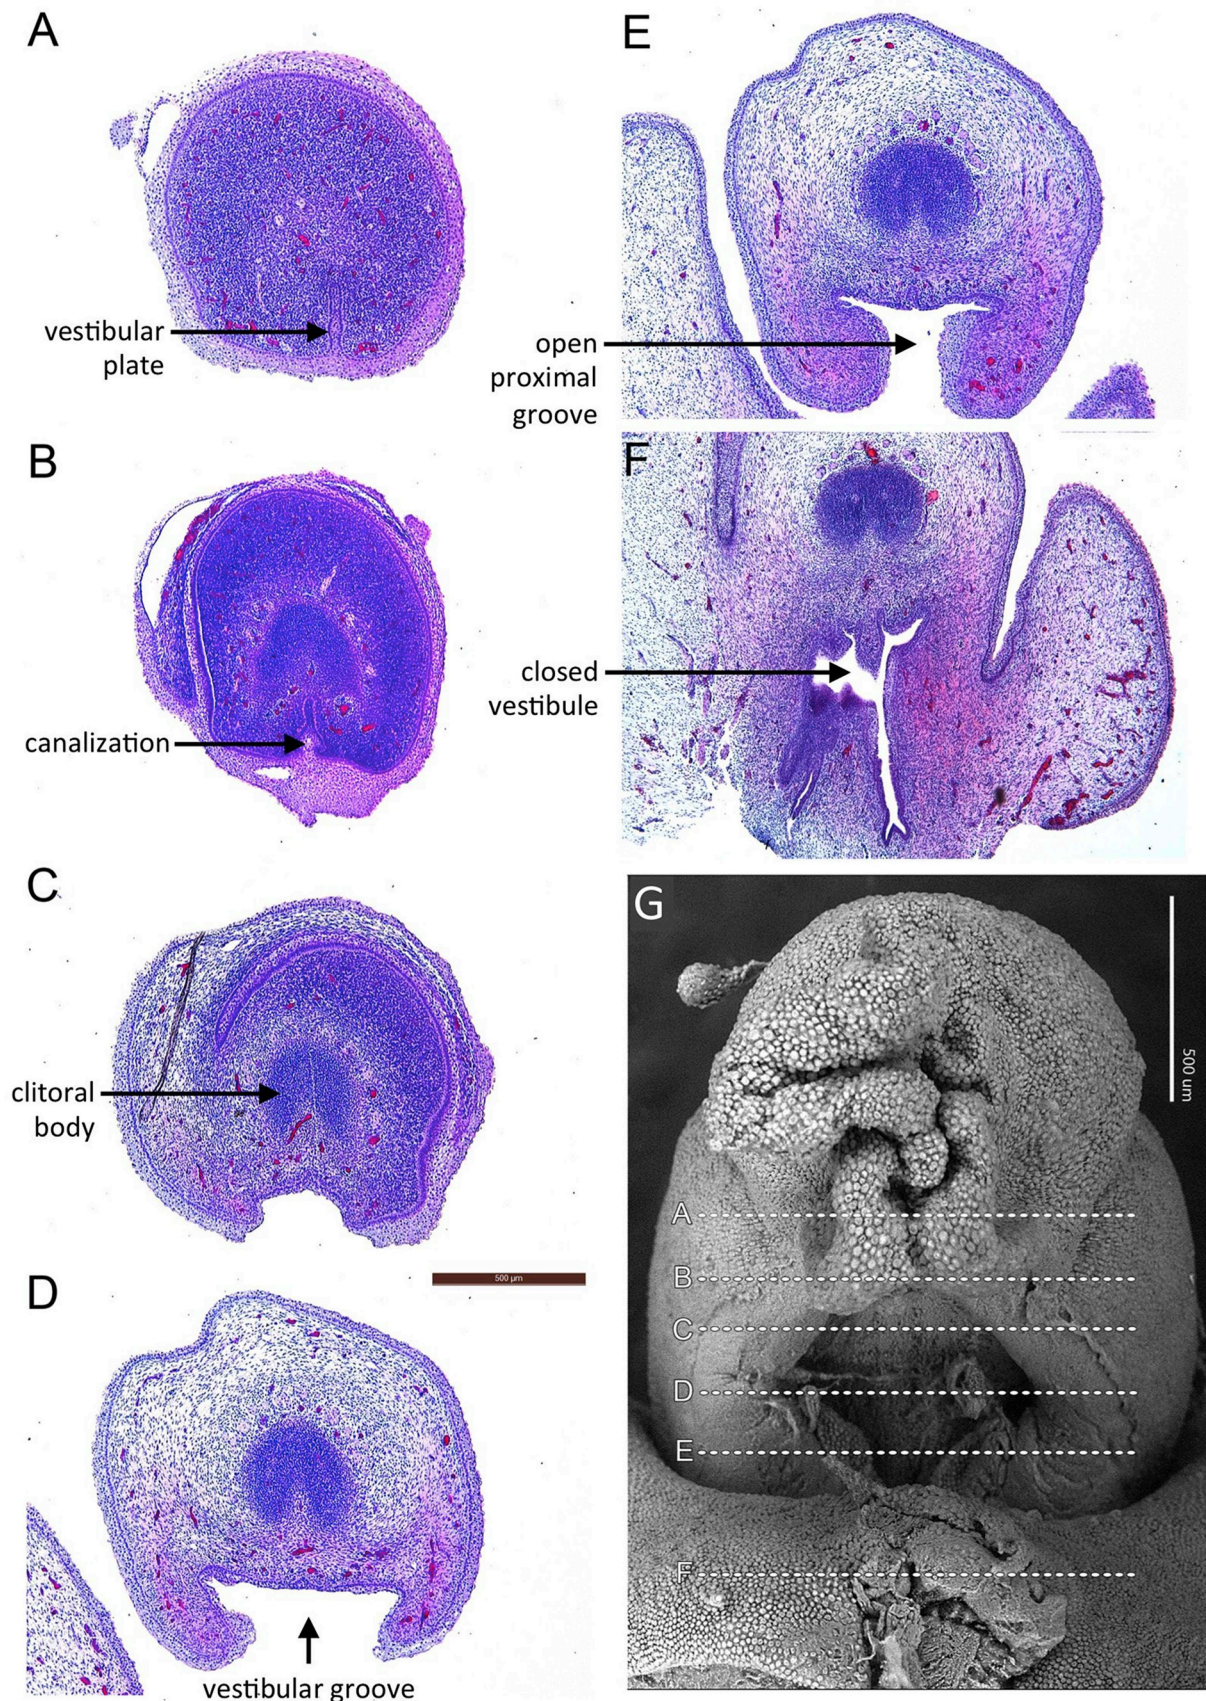 A
vestibular
plate
B
canalization
C
clitoral
body
500 µm
D
vestibular groove
E
open
proximal
groove
F
closed
vestibule
G
500 um
A
B
C
D
E
F